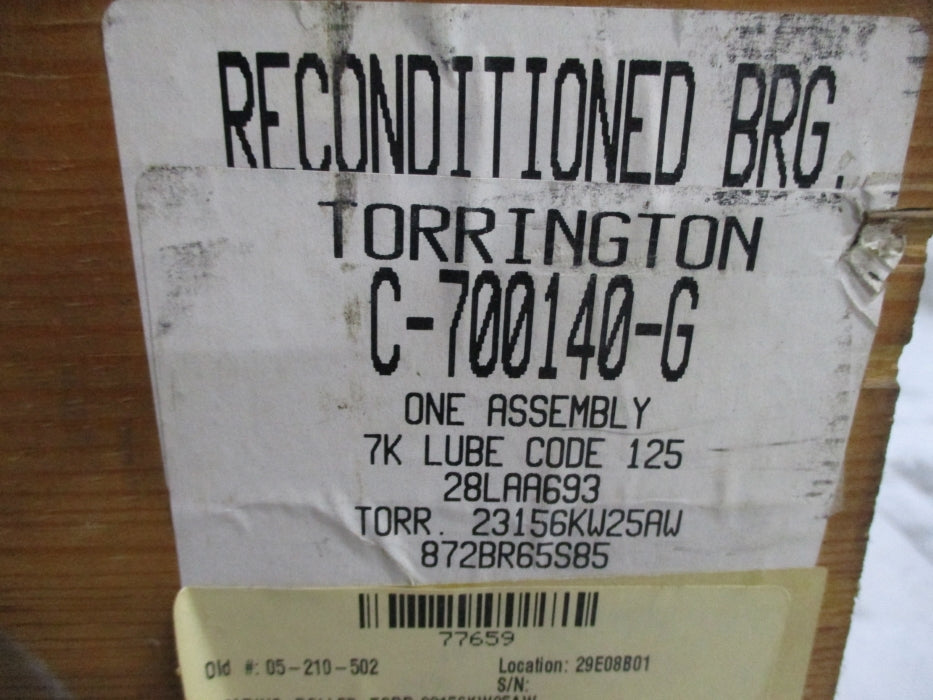 RECONDITIONED BRG.
TORRINGTON
C-700140-G
ONE ASSEMBLY
7K LUBE CODE 125
28LAA693
TORR. 23156KW25AW
872BR65S85
77659
Old #: 05-210-502
Location: 29E08B01
S/N: